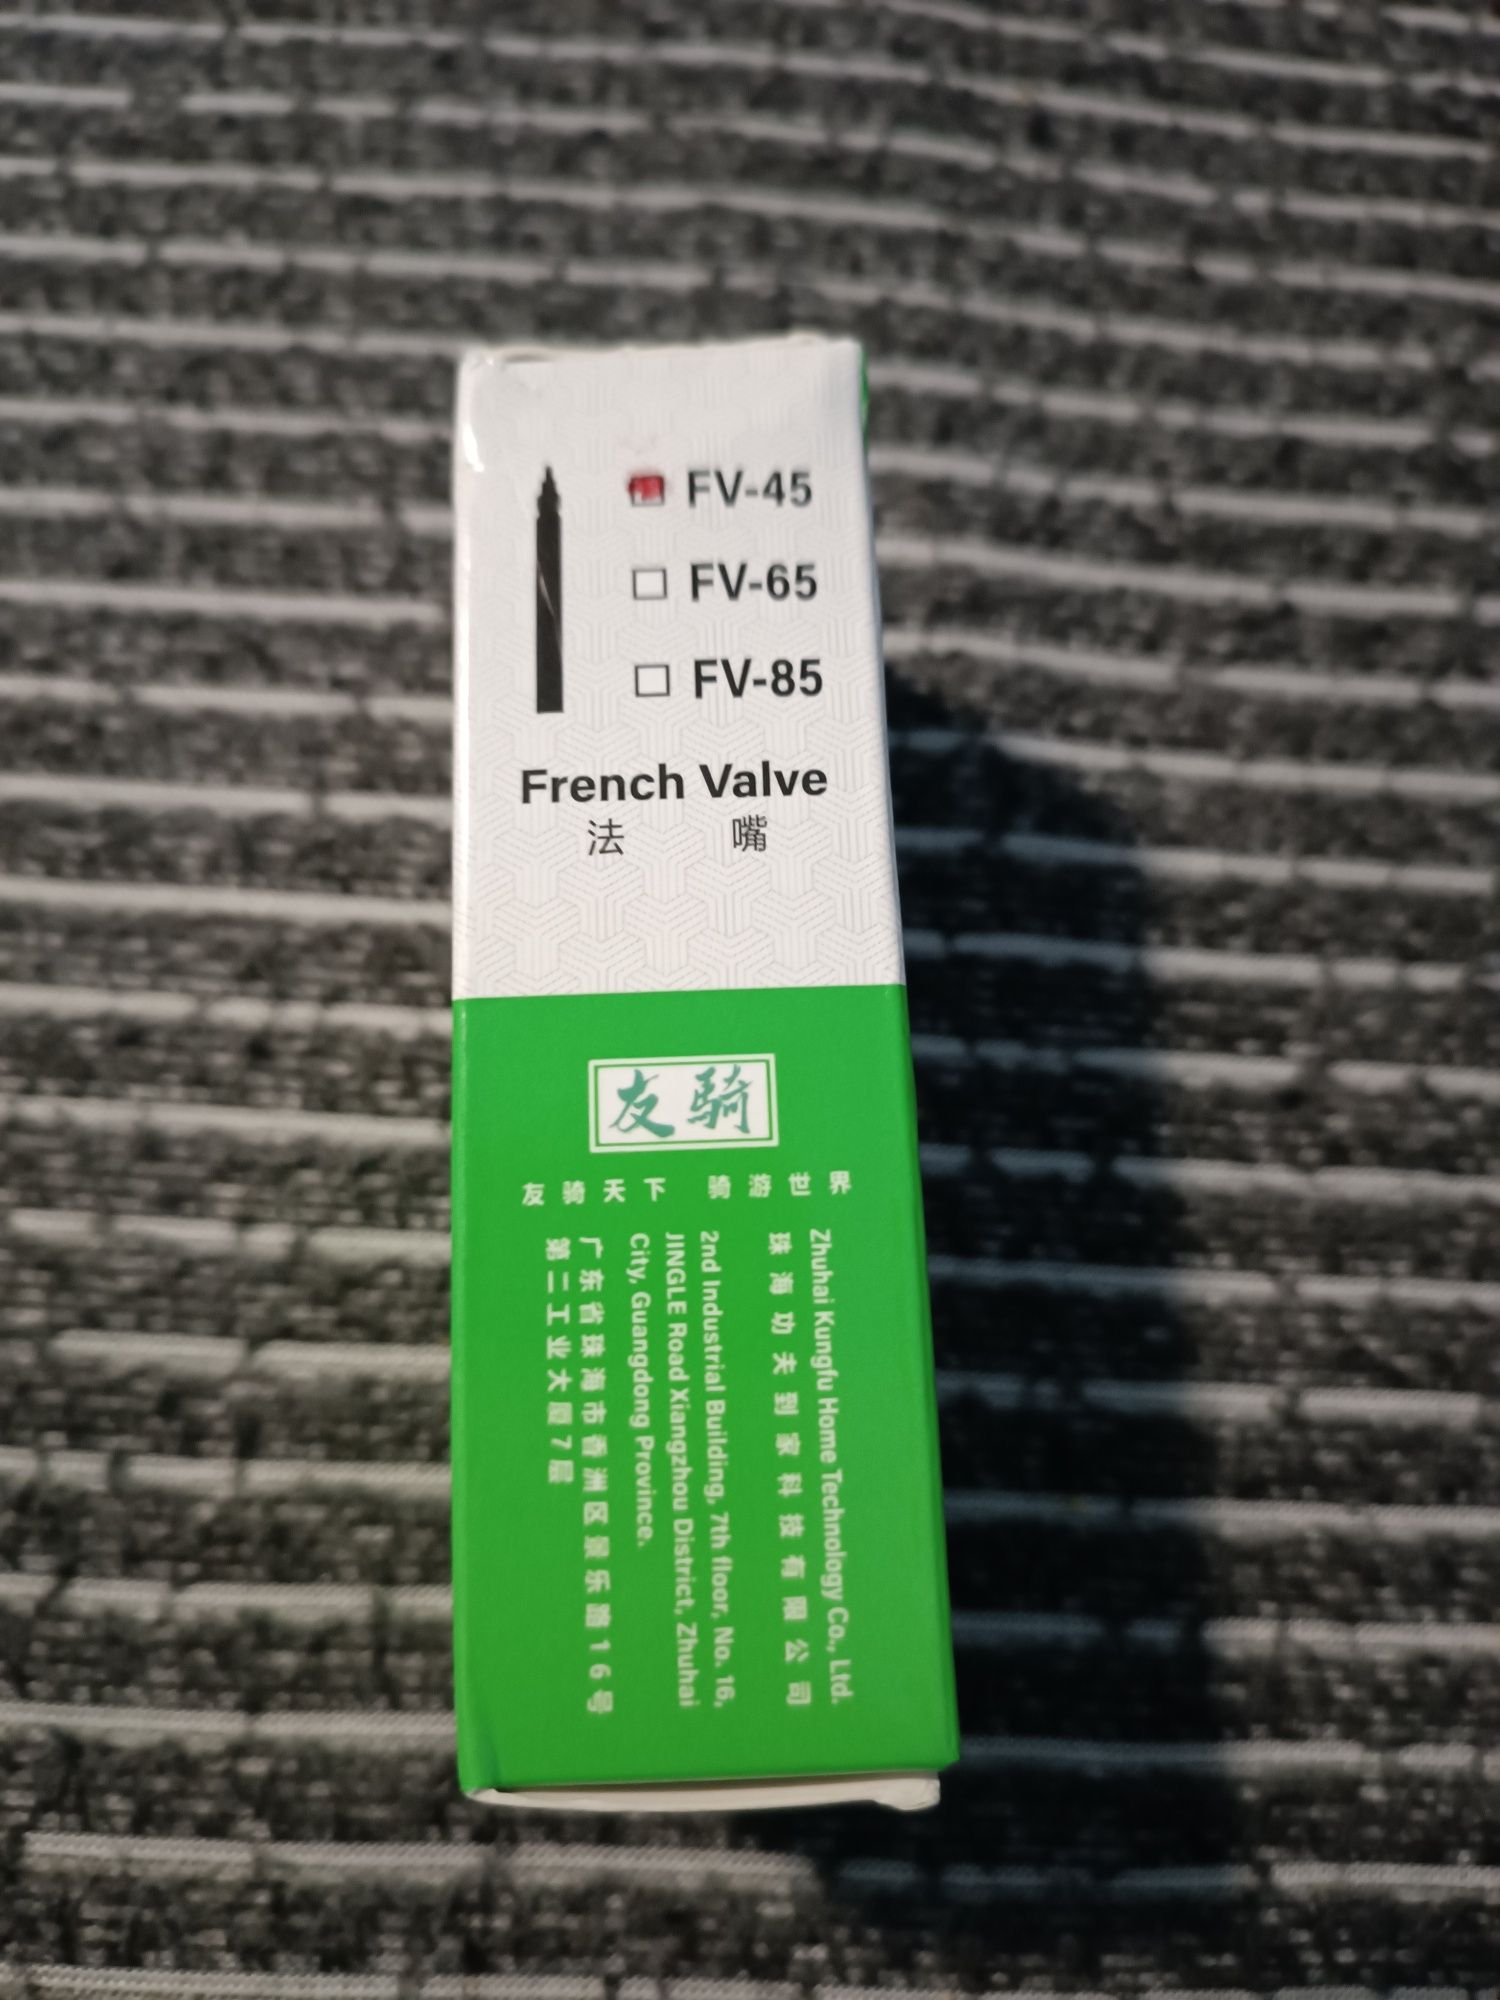 FV-45
FV-65
FV-85
French Valve
法 嘴
友騎
友骑天下 骑游世界
Zhuhai Kungfu Home Technology Co., Ltd.
珠海功夫到家科技有限公司
2nd Industrial Building, 7th floor, No. 16,
JINGLE Road Xiangzhou District, Zhuhai
City, Guangdong Province.
广东省珠海市香洲区景乐路16号
第二工业大厦7层